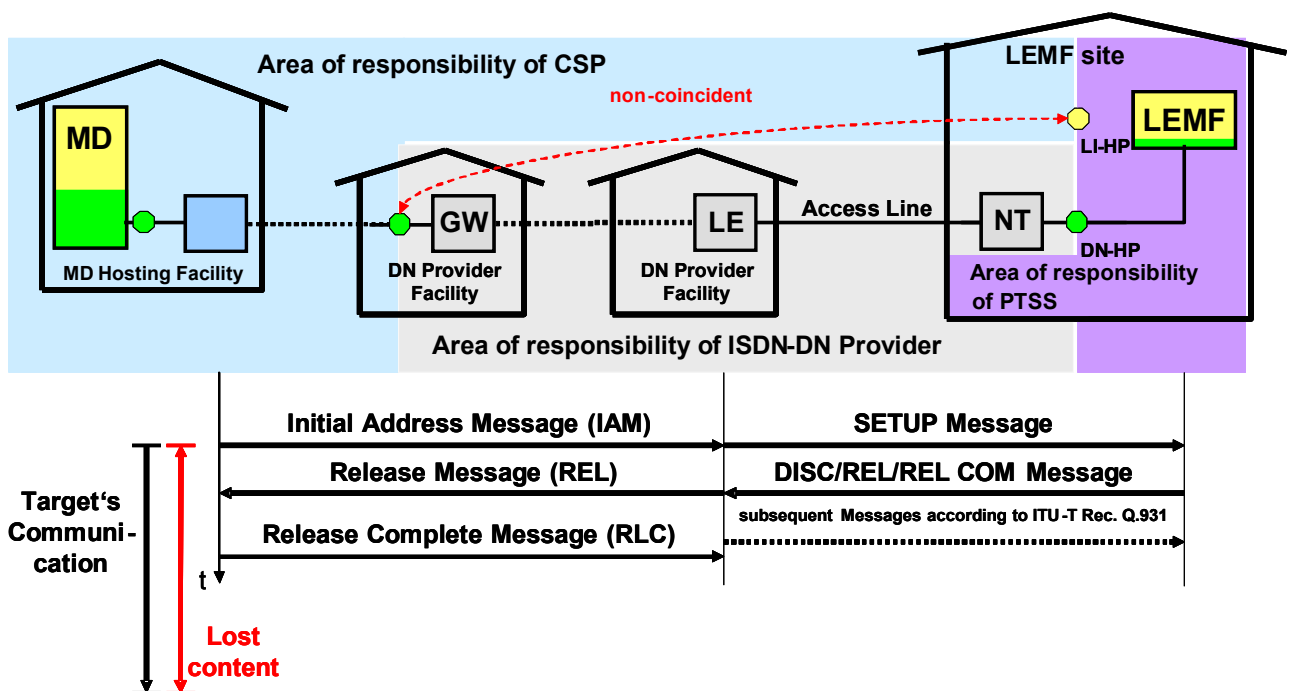 Area of responsibility of CSP
LEMF site
non-coincident
MD
LEMF
LI-HP
GW
LE
Access Line
NT
DN-HP
MD Hosting Facility
DN Provider
Facility
DN Provider
Facility
Area of responsibility
of PTSS
Area of responsibility of ISDN-DN Provider
Initial Address Message (IAM)
SETUP Message
Release Message (REL)
DISC/REL/REL COM Message
Target‘s
Communi-
cation
subsequent Messages according to ITU-T Rec. Q.931
Release Complete Message (RLC)
t
Lost
content